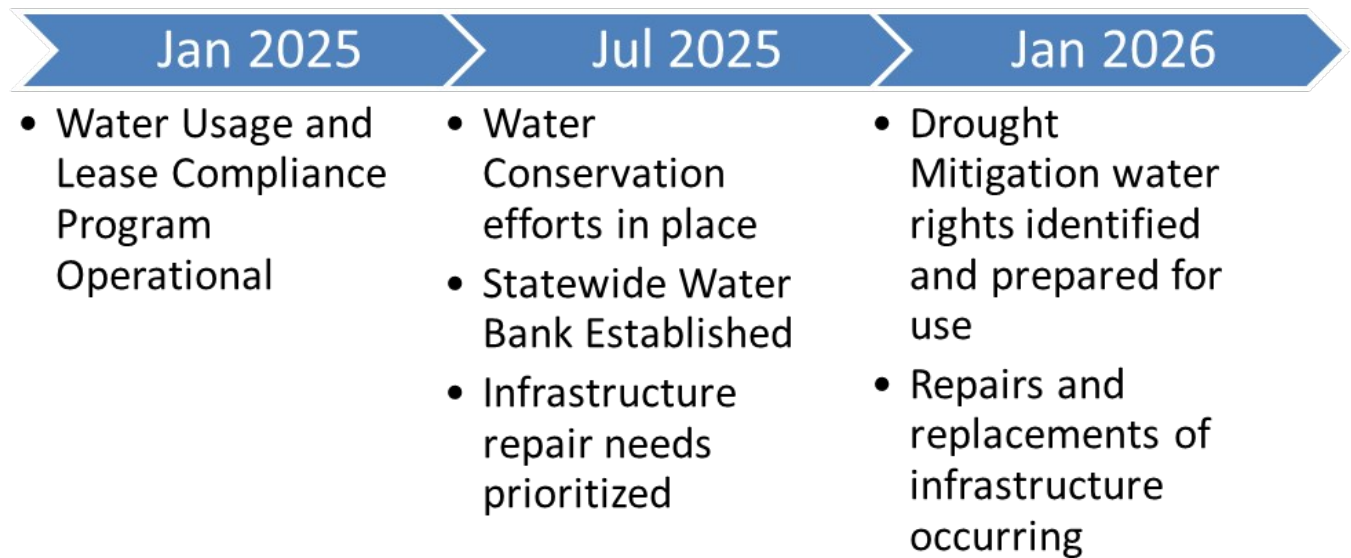 Jan 2025
• Water Usage and
Lease Compliance
Program
Operational
Jul 2025
• Water
Conservation
efforts in place
• Statewide Water
Bank Established
• Infrastructure
repair needs
prioritized
Jan 2026
• Drought
Mitigation water
rights identified
and prepared for
use
• Repairs and
replacements of
infrastructure
occurring